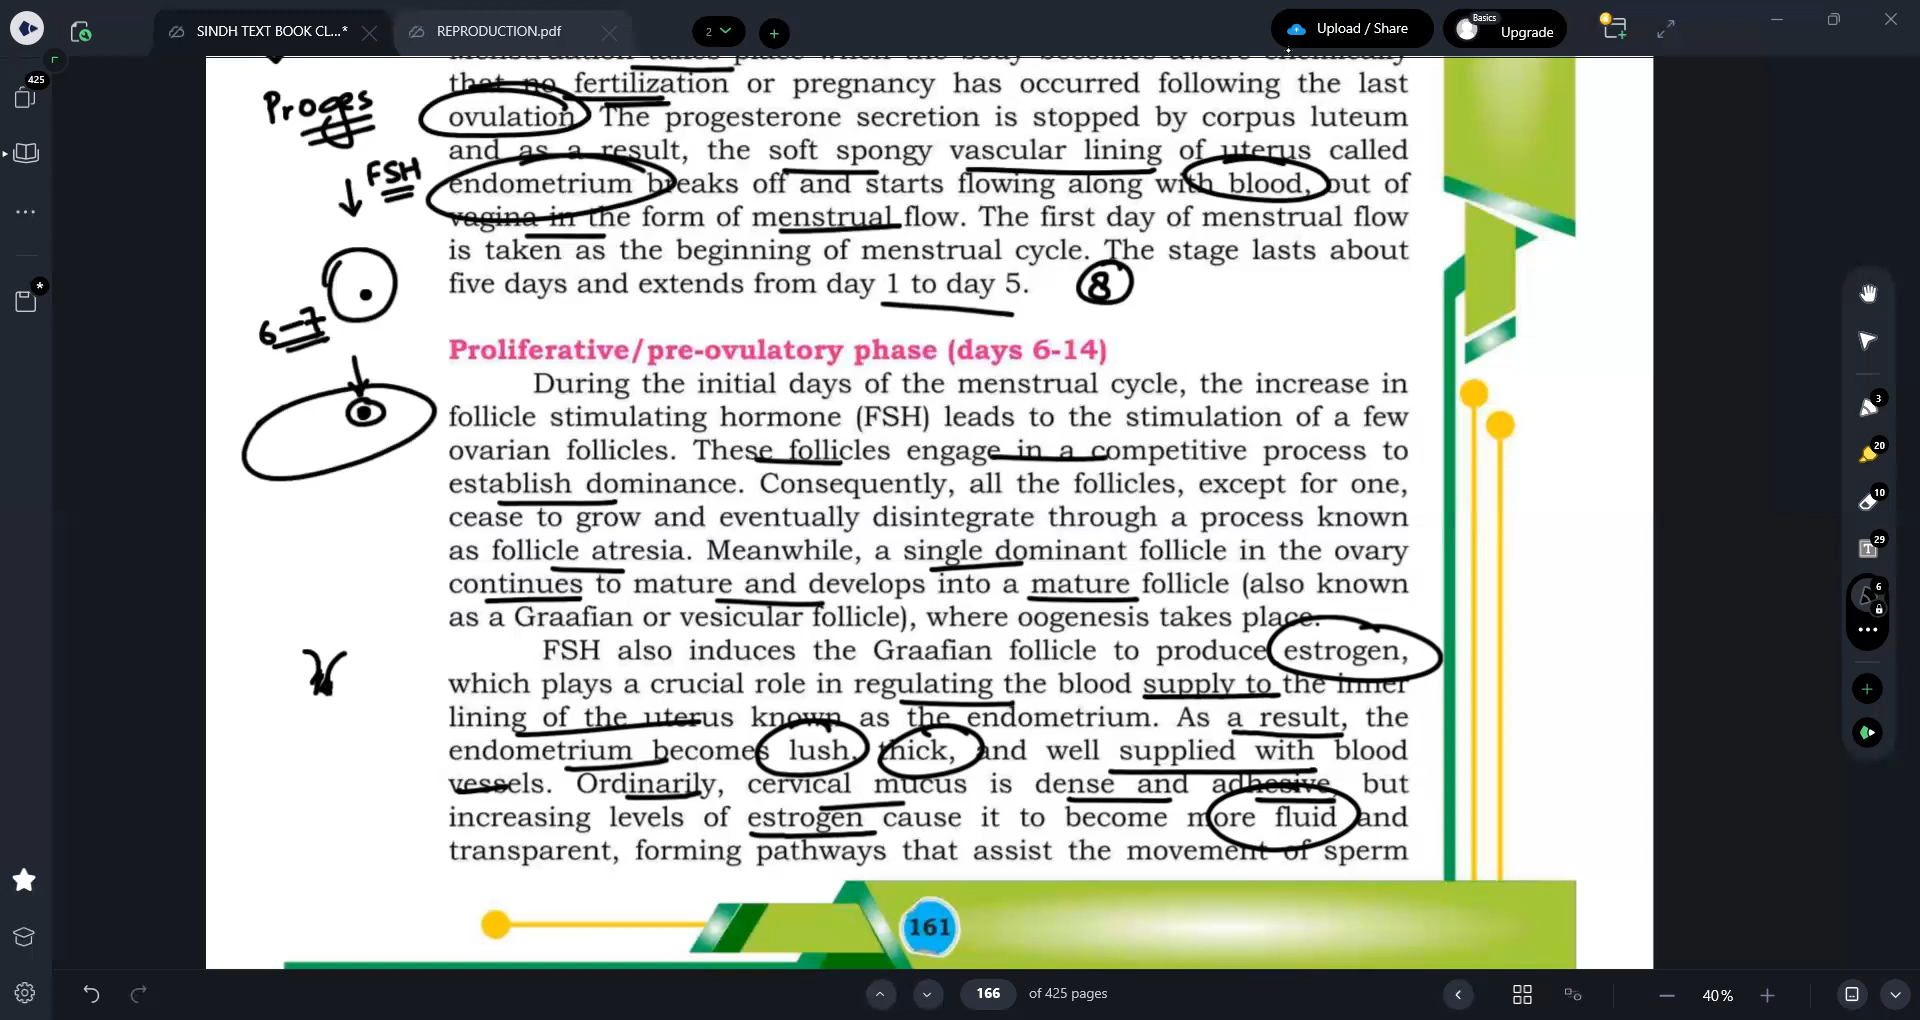 SINDH TEXT BOOK CL...*
REPRODUCTION.pdf
2
Upload / Share
Basics
Upgrade
425
that no fertilization or pregnancy has occurred following the last
ovulation. The progesterone secretion is stopped by corpus luteum
and as a result, the soft spongy vascular lining of uterus called
endometrium breaks off and starts flowing along with blood, out of
vagina in the form of menstrual flow. The first day of menstrual flow
is taken as the beginning of menstrual cycle. The stage lasts about
five days and extends from day 1 to day 5.
8
Proges
FSH
6-7
Proliferative/pre-ovulatory phase (days 6-14)
During the initial days of the menstrual cycle, the increase in
follicle stimulating hormone (FSH) leads to the stimulation of a few
ovarian follicles. These follicles engage in a competitive process to
establish dominance. Consequently, all the follicles, except for one,
cease to grow and eventually disintegrate through a process known
as follicle atresia. Meanwhile, a single dominant follicle in the ovary
continues to mature and develops into a mature follicle (also known
as a Graafian or vesicular follicle), where oogenesis takes place.
FSH also induces the Graafian follicle to produce estrogen,
which plays a crucial role in regulating the blood supply to the inner
lining of the uterus known as the endometrium. As a result, the
endometrium becomes lush, thick, and well supplied with blood
vessels. Ordinarily, cervical mucus is dense and adhesive, but
increasing levels of estrogen cause it to become more fluid and
transparent, forming pathways that assist the movement of sperm
161
3
20
10
29
6
166 of 425 pages
40%